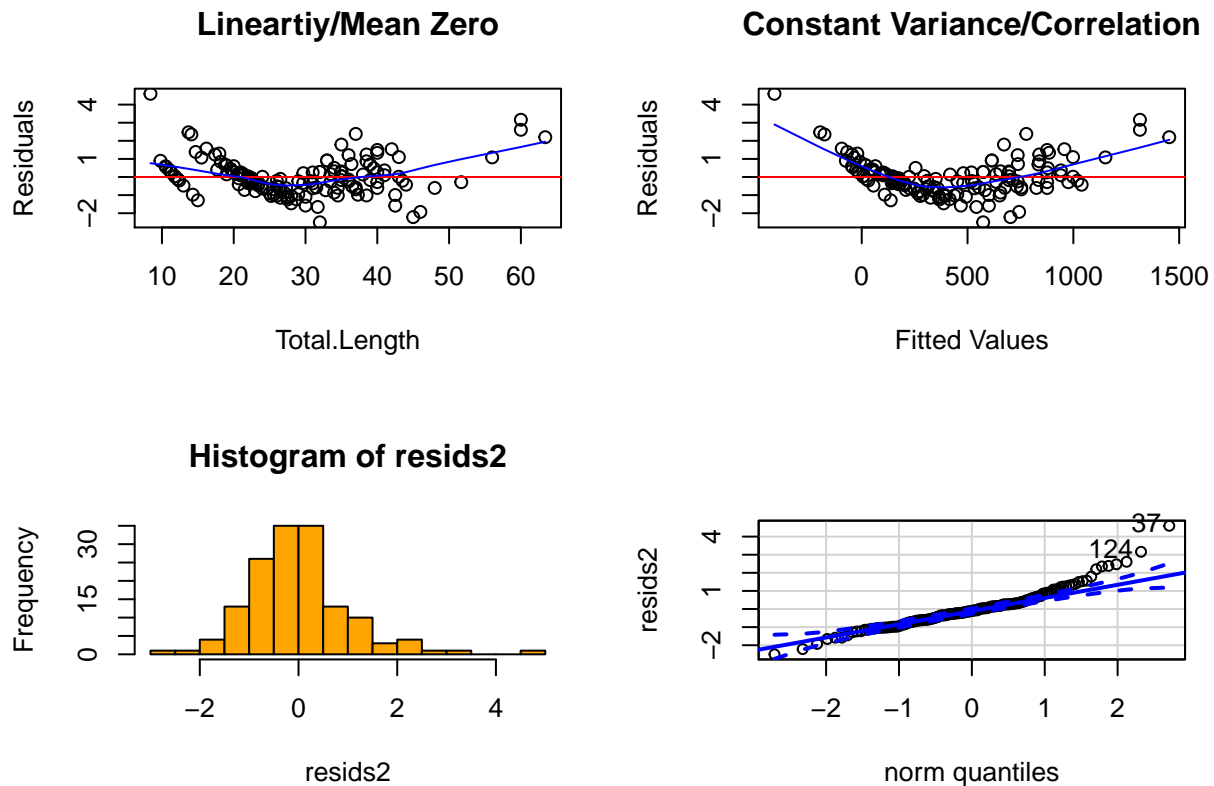 Lineartiy/Mean Zero
Residuals
4
1
−2
10 20 30 40 50 60
Total.Length
Constant Variance/Correlation
Residuals
4
1
−2
0 500 1000 1500
Fitted Values
Histogram of resids2
Frequency
30
15
0
−2 0 2 4
resids2
resids2
4
1
−2
37
124
−2 −1 0 1 2
norm quantiles